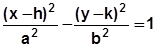 (x-h)²/a² - (y-k)²/b² = 1